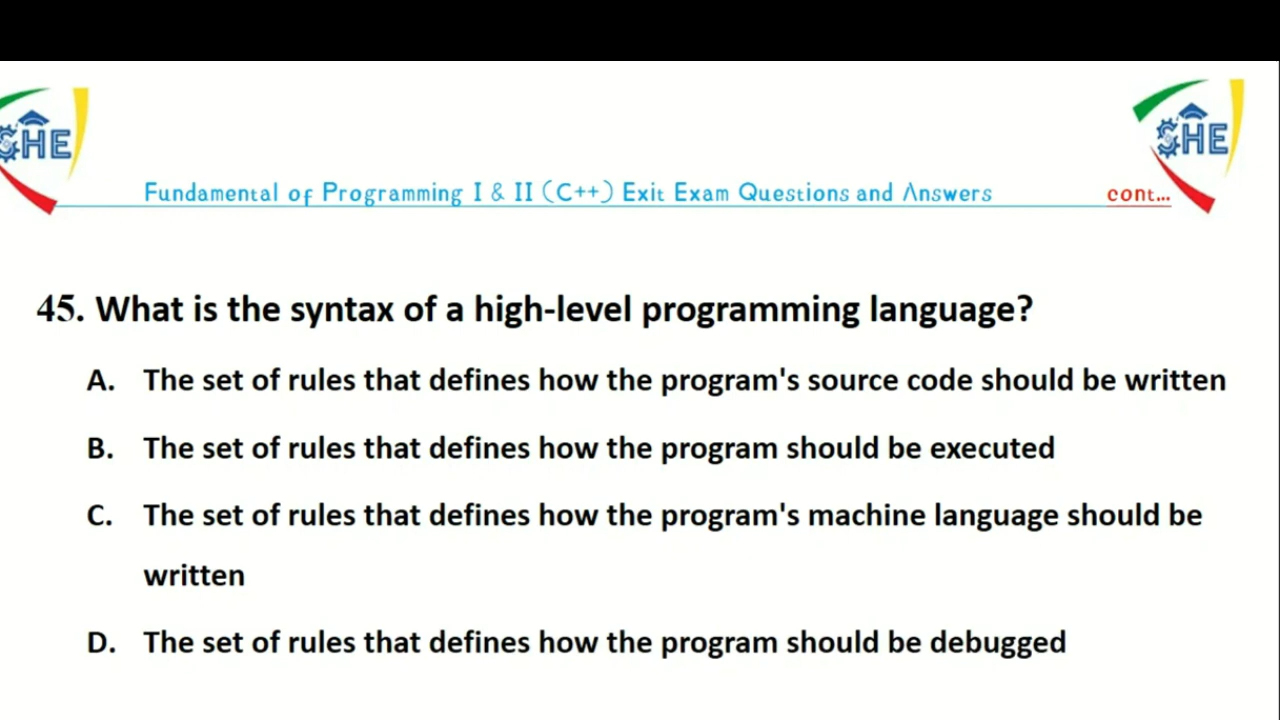 SHE SHE
Fundamental of Programming I & II (C++) Exit Exam Questions and Answers cont...
45. What is the syntax of a high-level programming language?
A. The set of rules that defines how the program's source code should be written
B. The set of rules that defines how the program should be executed
C. The set of rules that defines how the program's machine language should be
written
D. The set of rules that defines how the program should be debugged